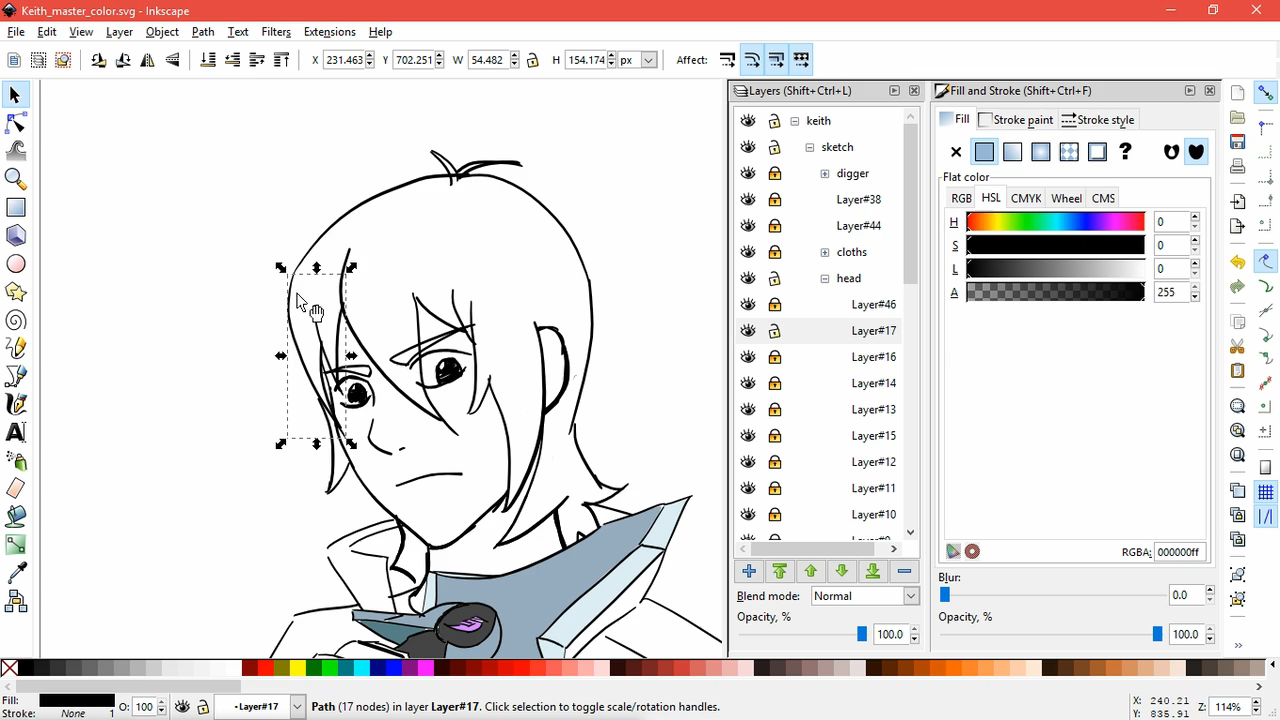 Keith_master_color.svg - Inkscape
File Edit View Layer Object Path Text Filters Extensions Help
X 231.463 Y 702.251 W 54.482 H 154.174 px Affect:
Layers (Shift+Ctrl+L)
keith
sketch
digger
Layer#38
Layer#44
cloths
head
Layer#46
Layer#17
Layer#16
Layer#14
Layer#13
Layer#15
Layer#12
Layer#11
Layer#10
Blend mode: Normal
Opacity, %
100.0
Fill and Stroke (Shift+Ctrl+F)
Fill Stroke paint Stroke style
?
Flat color
RGB HSL CMYK Wheel CMS
H 0
S 0
L 0
A 255
RGBA: 000000ff
Blur:
0.0
Opacity, %
100.0
Fill:
Stroke: None 1
O: 100
•Layer#17
Path (17 nodes) in layer Layer#17. Click selection to toggle scale/rotation handles.
X: 240.21
Y: 835.91
Z: 114%